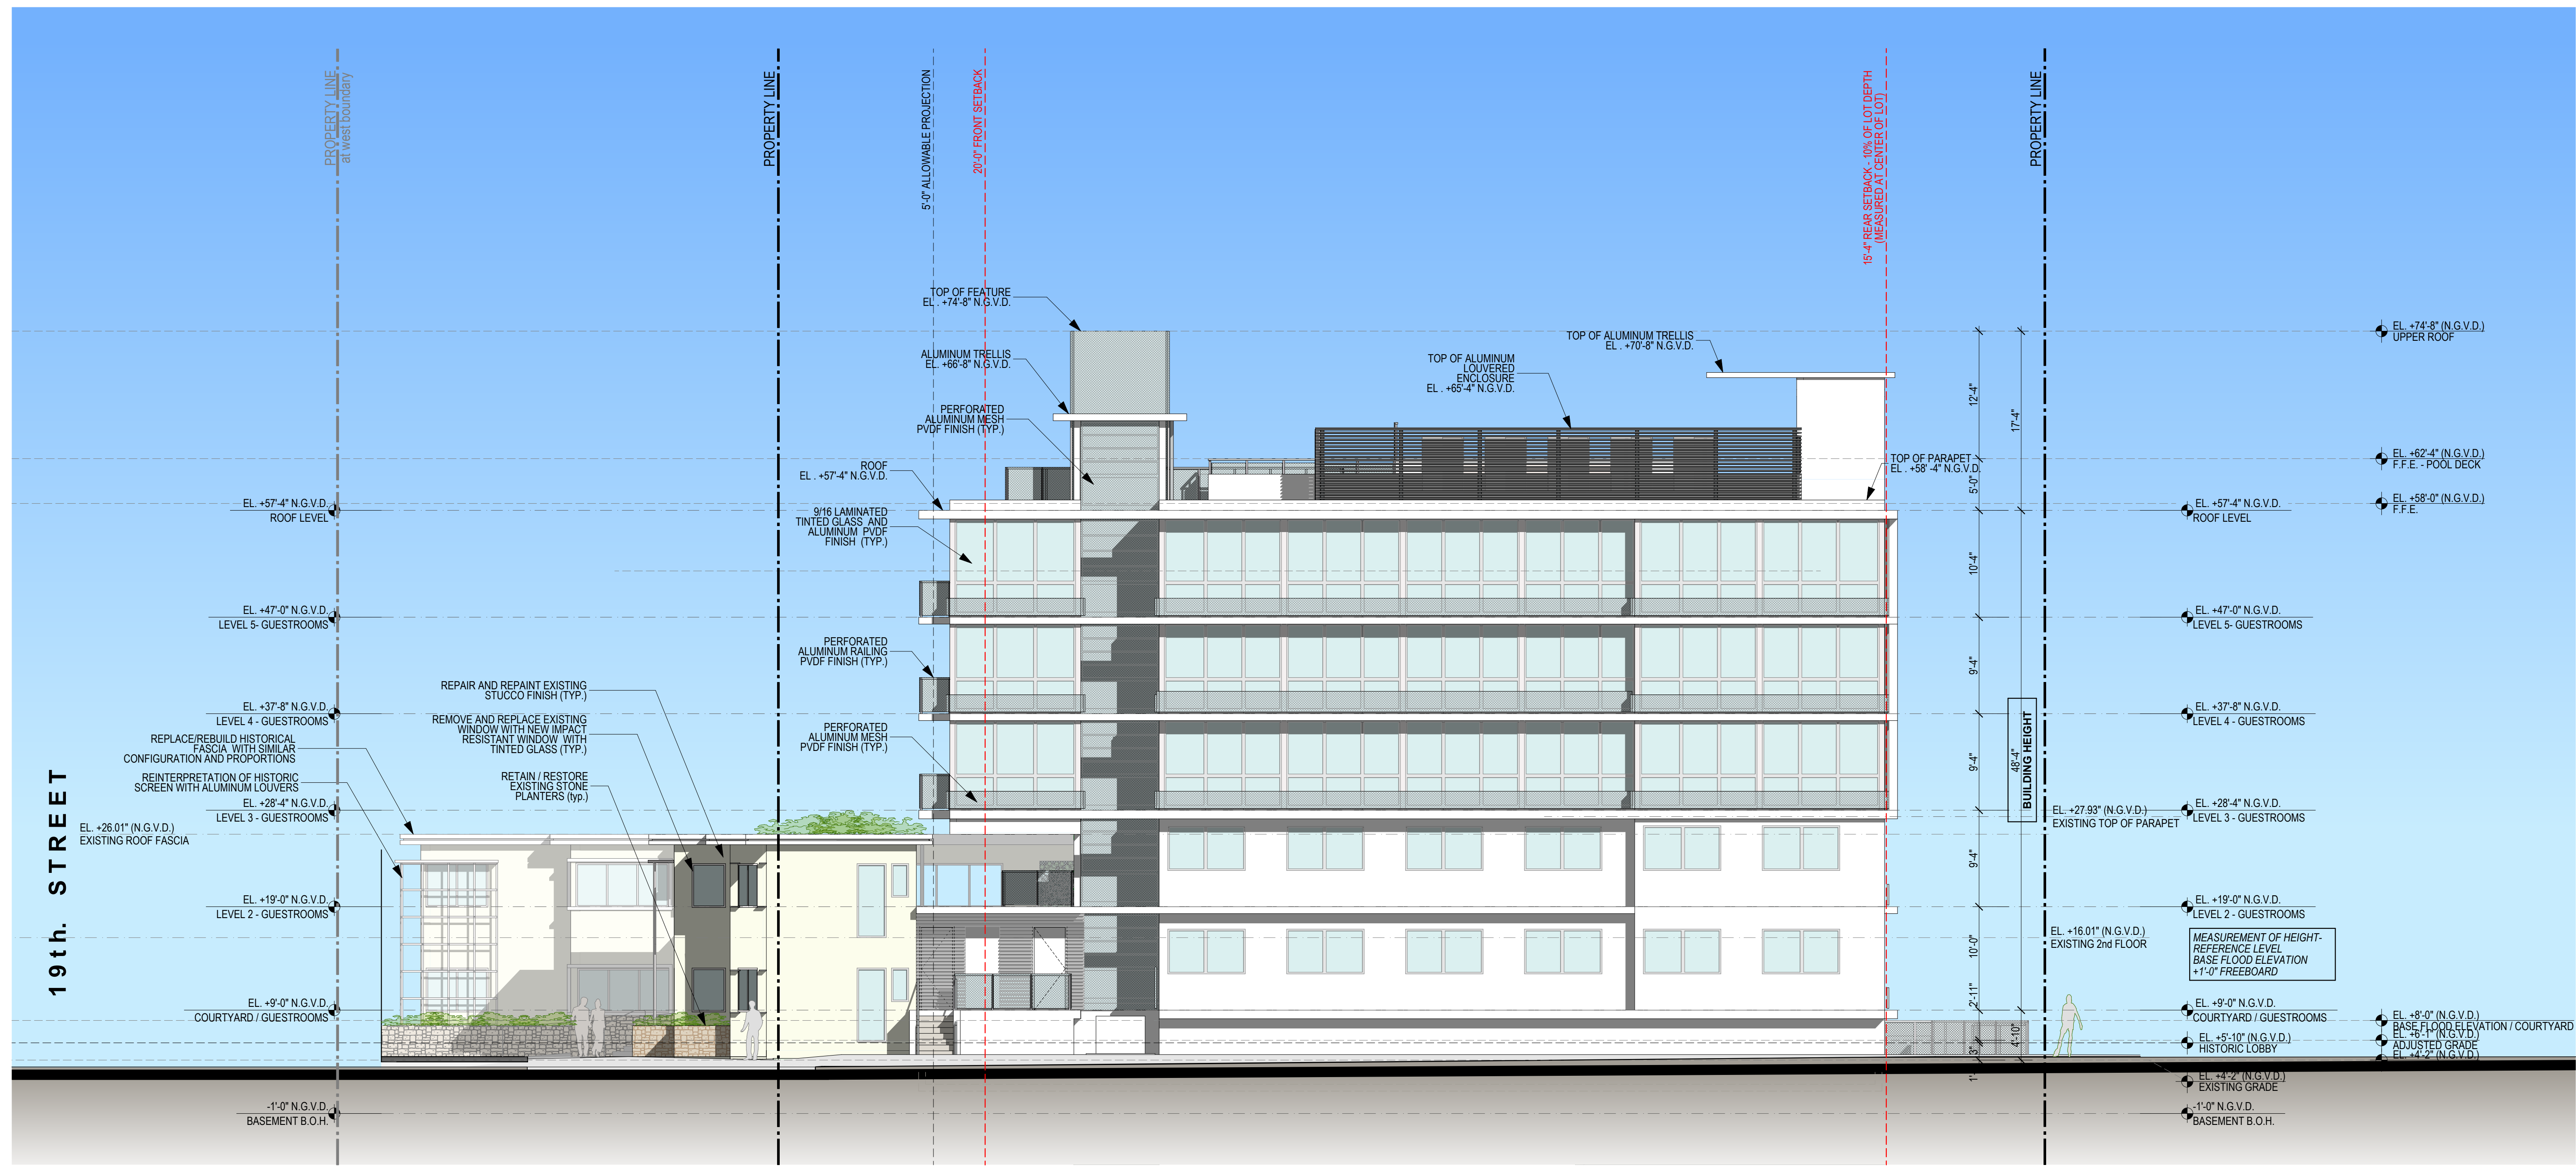 PROPERTY LINE
at west boundary
PROPERTY LINE
5'-0" ALLOWABLE PROJECTION
20'-0" FRONT SETBACK
15'-4" REAR SETBACK - 10% OF LOT DEPTH
(MEASURED AT CENTER OF LOT)
PROPERTY LINE
TOP OF FEATURE
EL . +74'-8" N.G.V.D.
ALUMINUM TRELLIS
EL. +66'-8" N.G.V.D.
PERFORATED
ALUMINUM MESH
PVDF FINISH (TYP.)
ROOF
EL . +57'-4" N.G.V.D.
9/16 LAMINATED
TINTED GLASS AND
ALUMINUM PVDF
FINISH (TYP.)
PERFORATED
ALUMINUM RAILING
PVDF FINISH (TYP.)
PERFORATED
ALUMINUM MESH
PVDF FINISH (TYP.)
TOP OF ALUMINUM
LOUVERED
ENCLOSURE
EL . +65'-4" N.G.V.D.
TOP OF ALUMINUM TRELLIS
EL . +70'-8" N.G.V.D.
TOP OF PARAPET
EL . +58' -4" N.G.V.D.
EL. +57'-4" N.G.V.D.
ROOF LEVEL
EL. +47'-0" N.G.V.D.
LEVEL 5- GUESTROOMS
EL. +37'-8" N.G.V.D.
LEVEL 4 - GUESTROOMS
REPLACE/REBUILD HISTORICAL
FASCIA WITH SIMILAR
CONFIGURATION AND PROPORTIONS
REINTERPRETATION OF HISTORIC
SCREEN WITH ALUMINUM LOUVERS
EL. +28'-4" N.G.V.D.
LEVEL 3 - GUESTROOMS
EL. +26.01" (N.G.V.D.)
EXISTING ROOF FASCIA
EL. +19'-0" N.G.V.D.
LEVEL 2 - GUESTROOMS
EL. +9'-0" N.G.V.D.
COURTYARD / GUESTROOMS
-1'-0" N.G.V.D.
BASEMENT B.O.H.
19th. STREET
REPAIR AND REPAINT EXISTING
STUCCO FINISH (TYP.)
REMOVE AND REPLACE EXISTING
WINDOW WITH NEW IMPACT
RESISTANT WINDOW WITH
TINTED GLASS (TYP.)
RETAIN / RESTORE
EXISTING STONE
PLANTERS (typ.)
12'-4"
5'-0"
10'-4"
9'-4"
9'-4"
9'-4"
10'-0"
2'-11"
17'-4"
48'-4"
BUILDING HEIGHT
4'-10"
EL. +74'-8" (N.G.V.D.)
UPPER ROOF
EL. +62'-4" (N.G.V.D.)
F.F.E. - POOL DECK
EL. +58'-0" (N.G.V.D.)
F.F.E.
EL. +57'-4" N.G.V.D.
ROOF LEVEL
EL. +47'-0" N.G.V.D.
LEVEL 5- GUESTROOMS
EL. +37'-8" N.G.V.D.
LEVEL 4 - GUESTROOMS
EL. +28'-4" N.G.V.D.
LEVEL 3 - GUESTROOMS
EL. +27.93" (N.G.V.D.)
EXISTING TOP OF PARAPET
EL. +19'-0" N.G.V.D.
LEVEL 2 - GUESTROOMS
EL. +16.01" (N.G.V.D.)
EXISTING 2nd FLOOR
MEASUREMENT OF HEIGHT-
REFERENCE LEVEL
BASE FLOOD ELEVATION
+1'-0" FREEBOARD
EL. +9'-0" N.G.V.D.
COURTYARD / GUESTROOMS
EL. +8'-0" (N.G.V.D.)
BASE FLOOD ELEVATION / COURTYARD
EL. +6'-1" (N.G.V.D.)
ADJUSTED GRADE
EL. +4'-2" (N.G.V.D.)
EL. +5'-10" (N.G.V.D.)
HISTORIC LOBBY
EL. +4'-2" (N.G.V.D.)
EXISTING GRADE
-1'-0" N.G.V.D.
BASEMENT B.O.H.